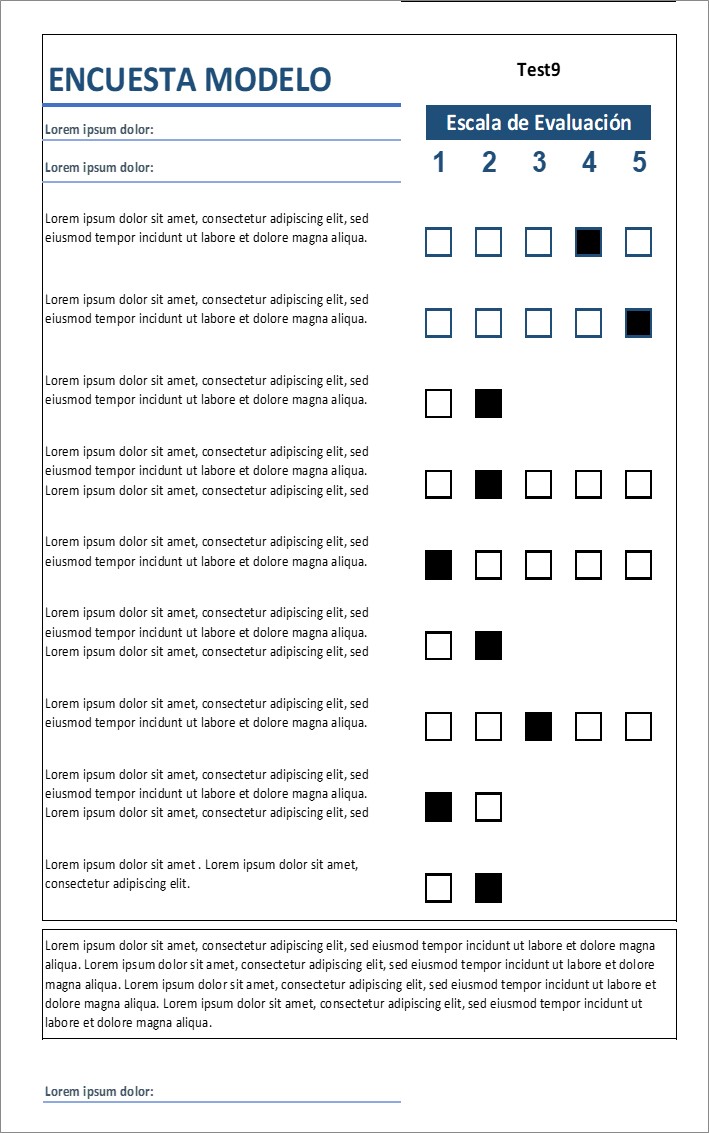 ENCUESTA MODELO
Test9
Lorem ipsum dolor:
Escala de Evaluación
Lorem ipsum dolor:
1 2 3 4 5
Lorem ipsum dolor sit amet, consectetur adipiscing elit, sed
eiusmod tempor incidunt ut labore et dolore magna aliqua.
Lorem ipsum dolor sit amet, consectetur adipiscing elit, sed
eiusmod tempor incidunt ut labore et dolore magna aliqua.
Lorem ipsum dolor sit amet, consectetur adipiscing elit, sed
eiusmod tempor incidunt ut labore et dolore magna aliqua.
Lorem ipsum dolor sit amet, consectetur adipiscing elit, sed
eiusmod tempor incidunt ut labore et dolore magna aliqua.
Lorem ipsum dolor sit amet, consectetur adipiscing elit, sed
Lorem ipsum dolor sit amet, consectetur adipiscing elit, sed
eiusmod tempor incidunt ut labore et dolore magna aliqua.
Lorem ipsum dolor sit amet, consectetur adipiscing elit, sed
eiusmod tempor incidunt ut labore et dolore magna aliqua.
Lorem ipsum dolor sit amet, consectetur adipiscing elit, sed
Lorem ipsum dolor sit amet, consectetur adipiscing elit, sed
eiusmod tempor incidunt ut labore et dolore magna aliqua.
Lorem ipsum dolor sit amet, consectetur adipiscing elit, sed
eiusmod tempor incidunt ut labore et dolore magna aliqua.
Lorem ipsum dolor sit amet, consectetur adipiscing elit, sed
Lorem ipsum dolor sit amet . Lorem ipsum dolor sit amet,
consectetur adipiscing elit.
Lorem ipsum dolor sit amet, consectetur adipiscing elit, sed eiusmod tempor incidunt ut labore et dolore magna
aliqua. Lorem ipsum dolor sit amet, consectetur adipiscing elit, sed eiusmod tempor incidunt ut labore et dolore
magna aliqua. Lorem ipsum dolor sit amet, consectetur adipiscing elit, sed eiusmod tempor incidunt ut labore et
dolore magna aliqua. Lorem ipsum dolor sit amet, consectetur adipiscing elit, sed eiusmod tempor incidunt ut
labore et dolore magna aliqua.
Lorem ipsum dolor: